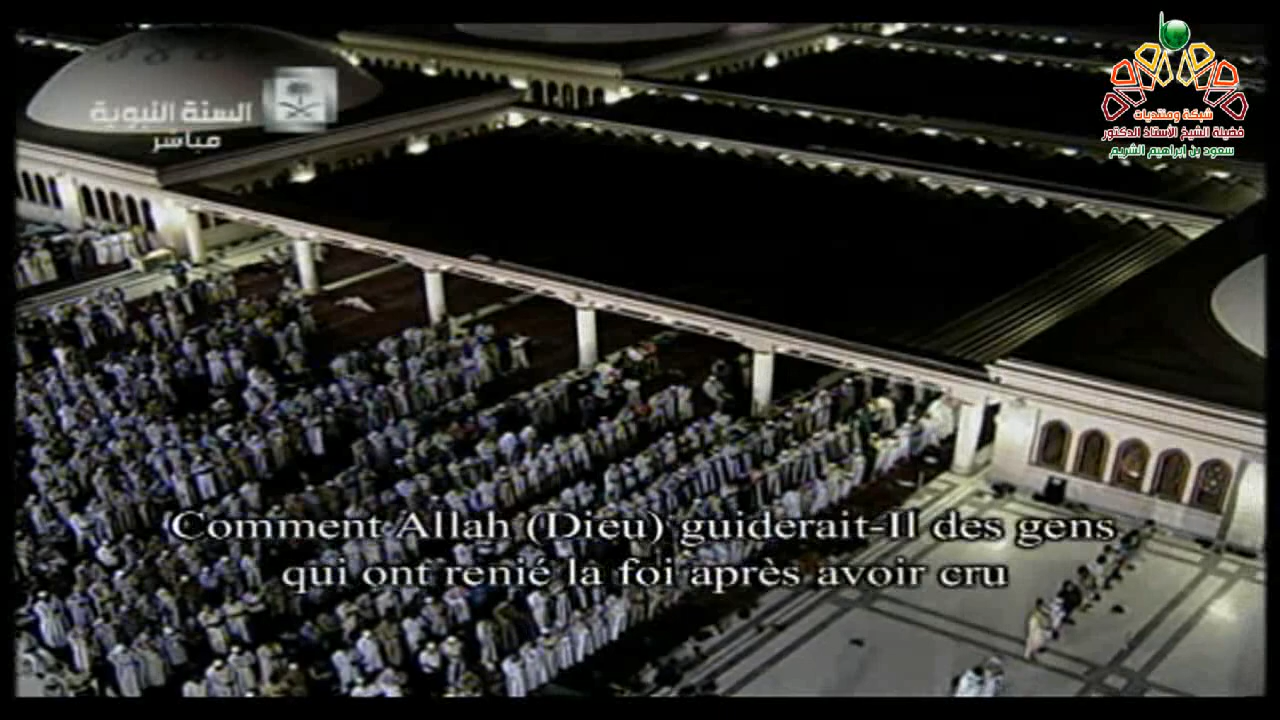 السنة النبوية
مباشر
شبكة ومنتديات
فضيلة الشيخ الأستاذ الدكتور
سعود بن إبراهيم الشريم
Comment Allah (Dieu) guiderait-Il des gens
qui ont renié la foi après avoir cru